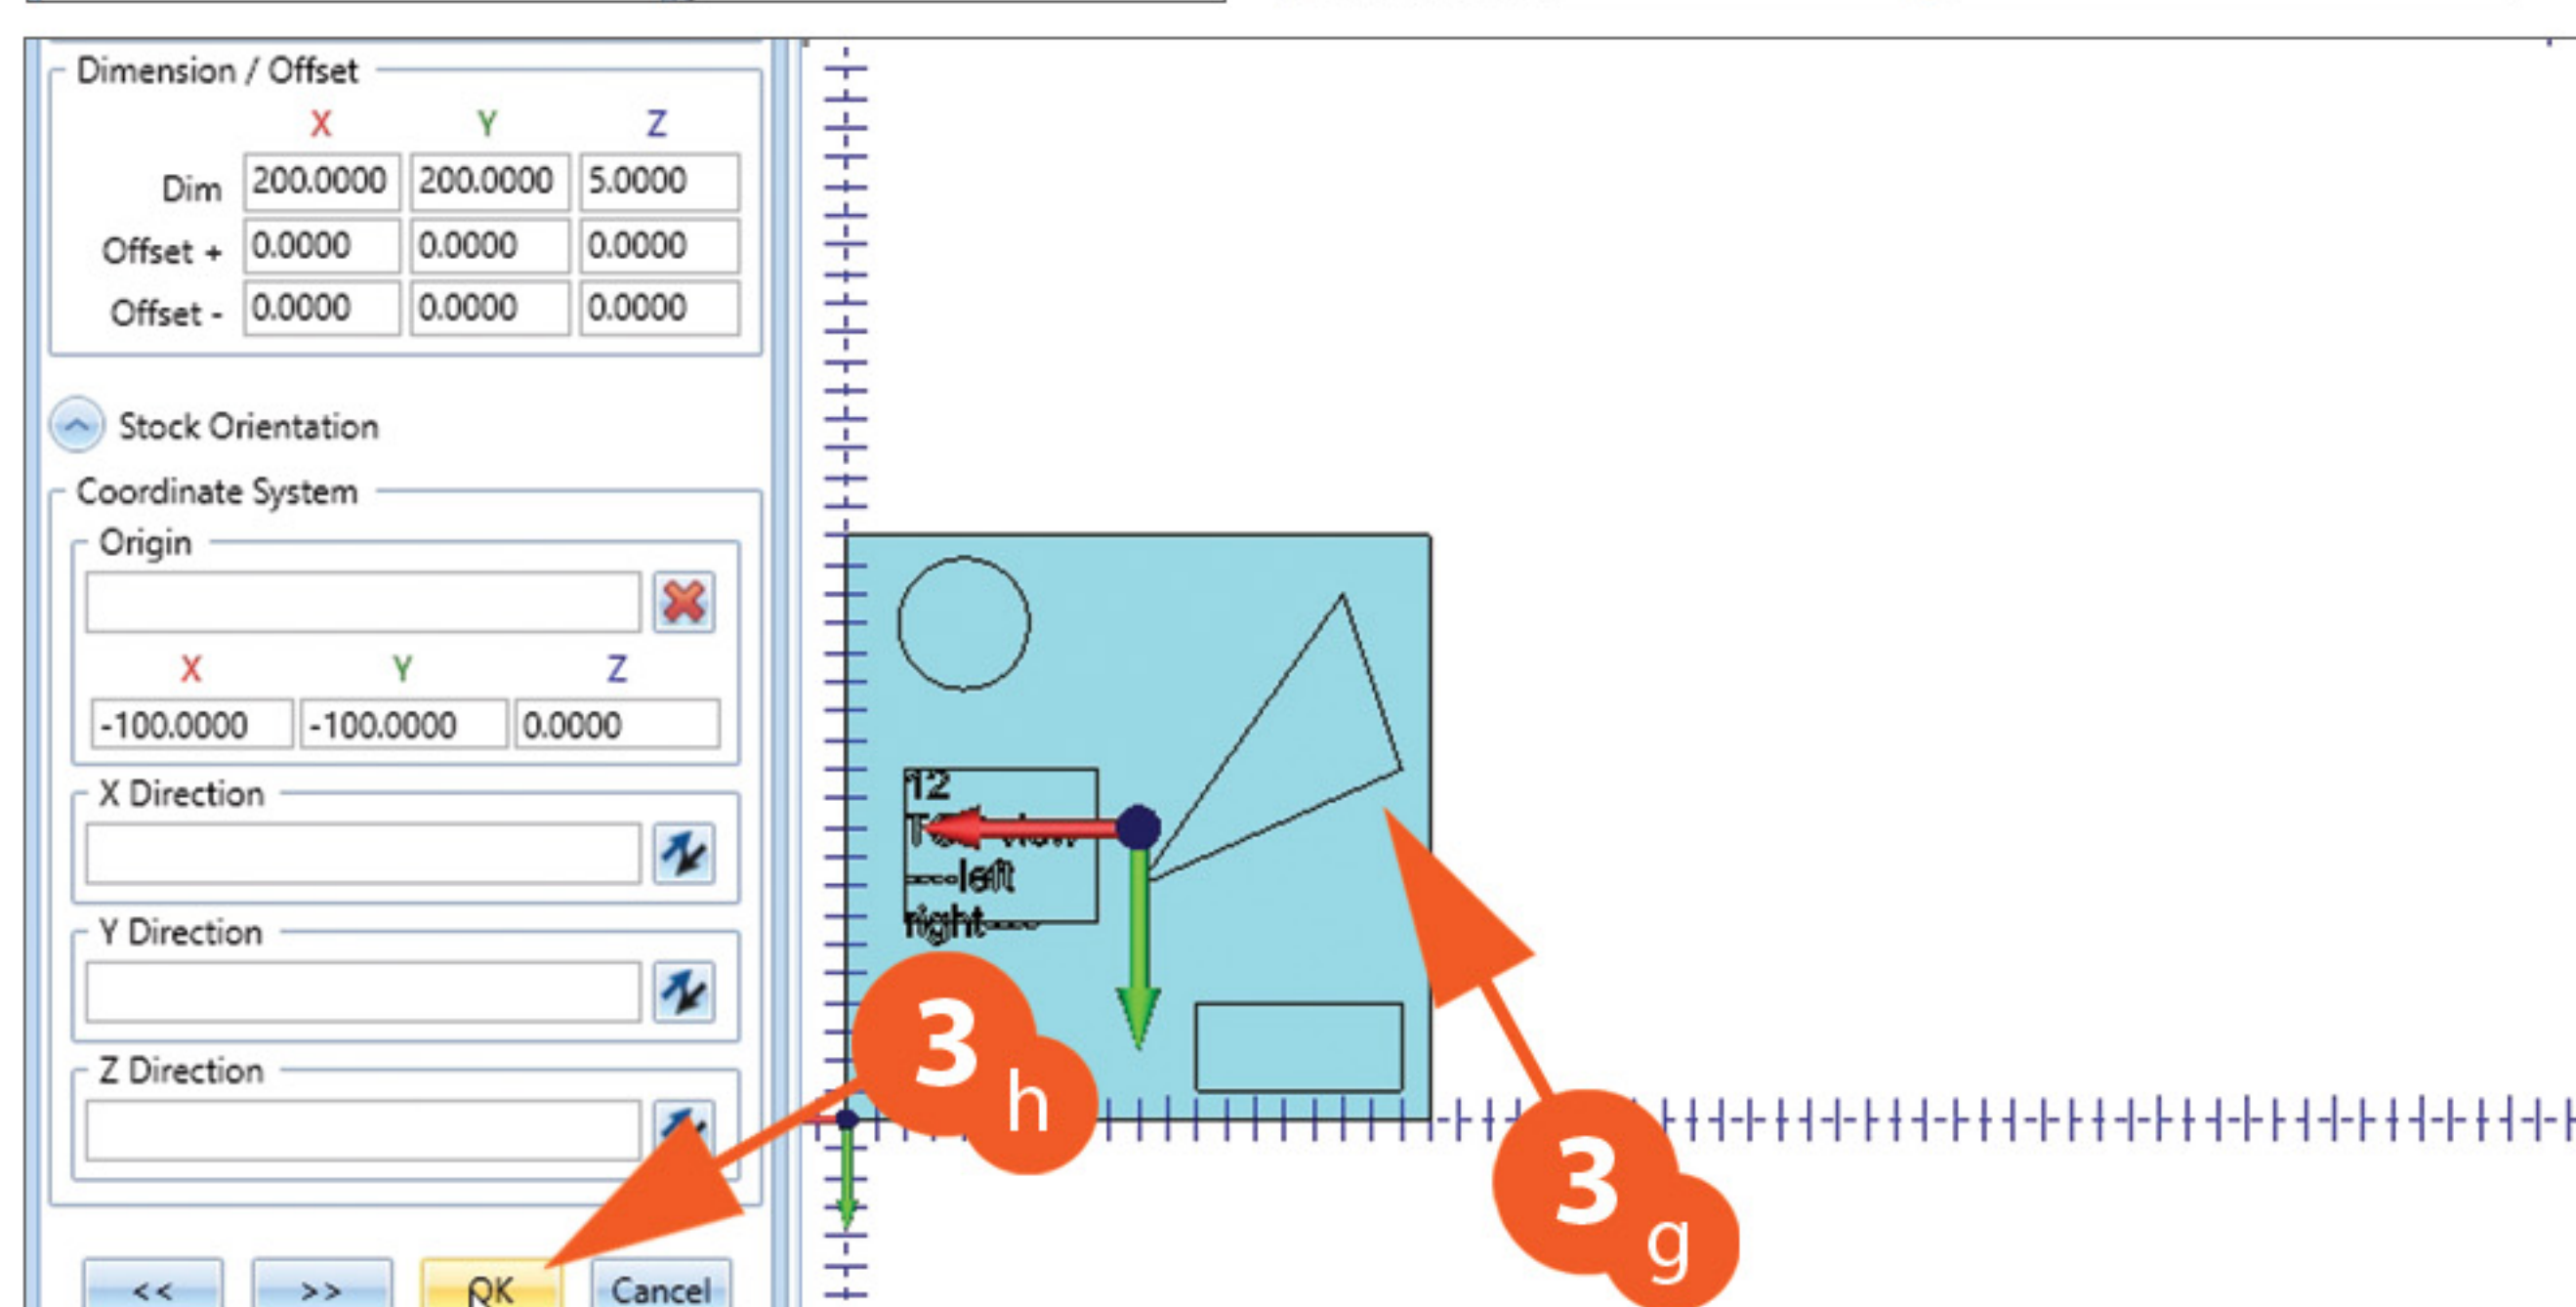 Dimension / Offset
X Y Z
Dim 200.0000 200.0000 5.0000
Offset + 0.0000 0.0000 0.0000
Offset - 0.0000 0.0000 0.0000
Stock Orientation
Coordinate System
Origin
X Y Z
-100.0000 -100.0000 0.0000
X Direction
Y Direction
Z Direction
<< >> OK Cancel
12
----left
right----
3 h
3 g